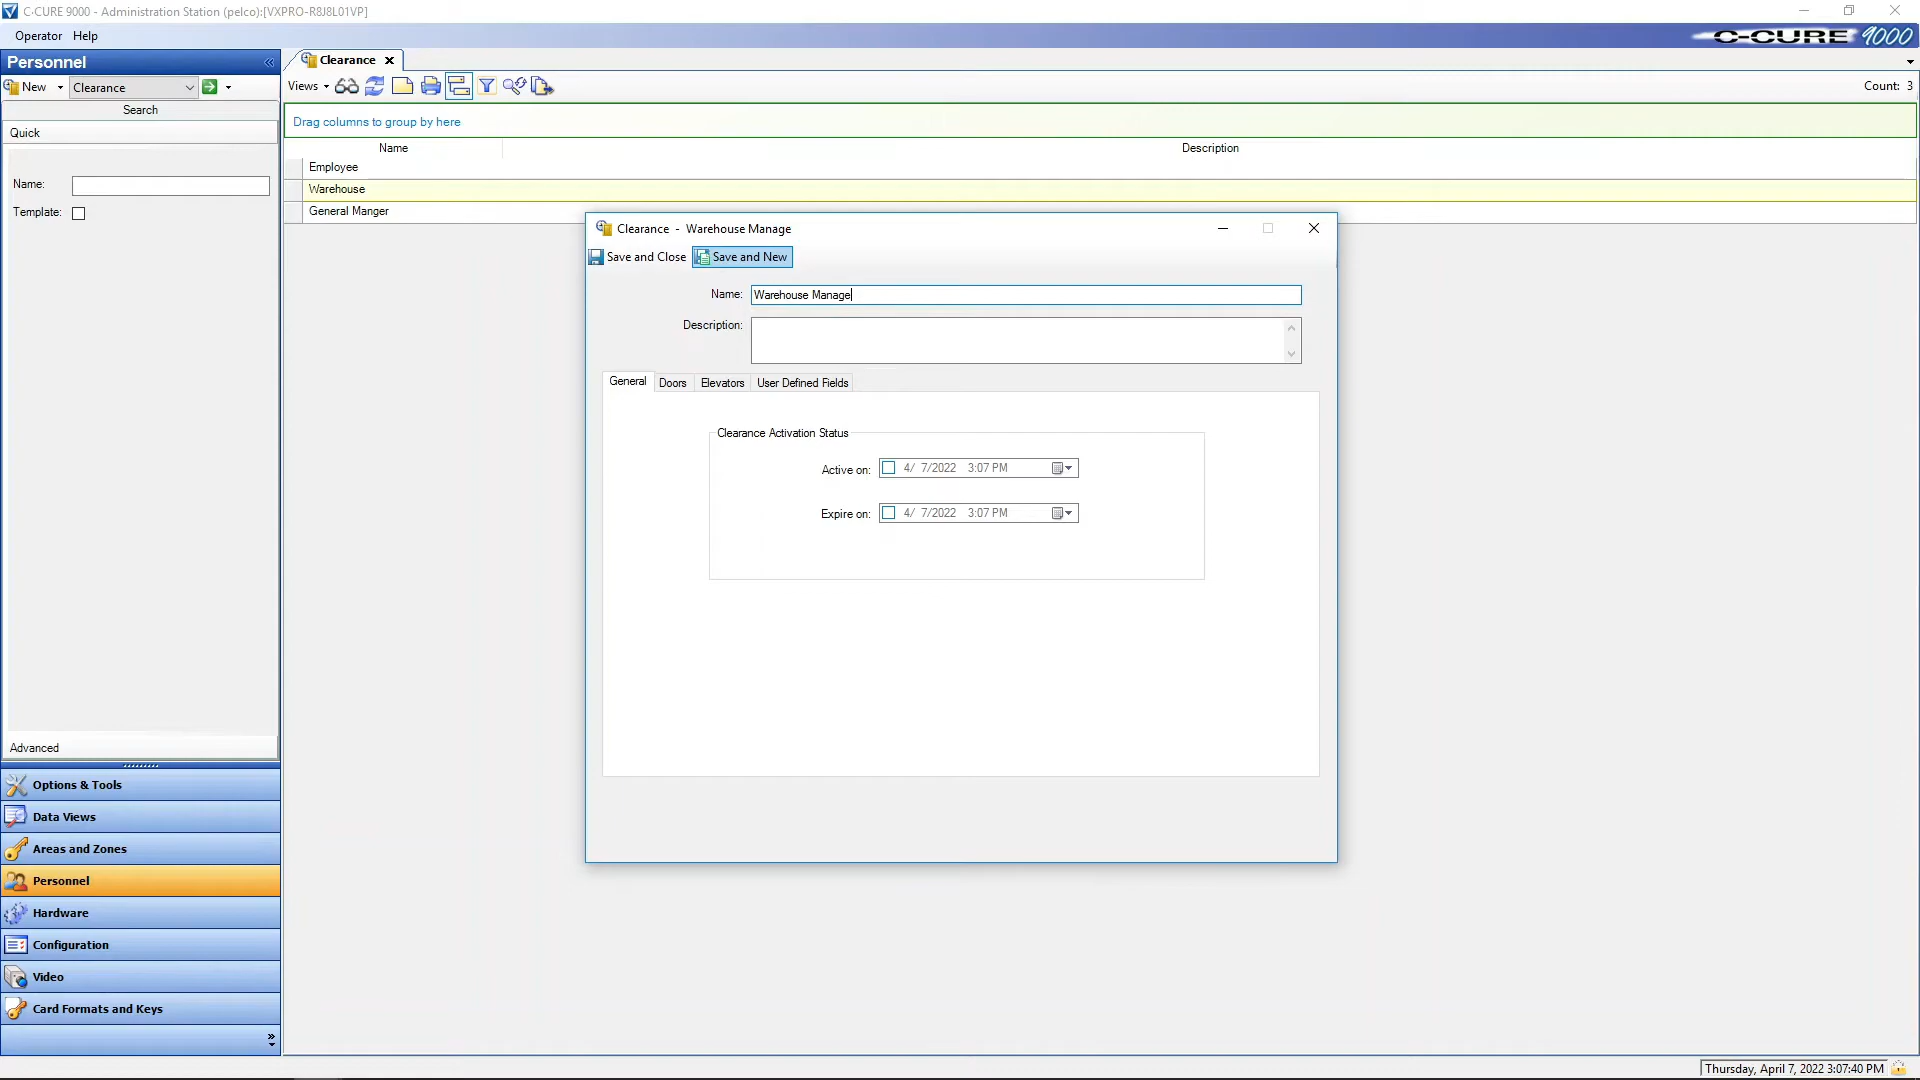 C·CURE 9000 - Administration Station (pelco):[VXPRO-R8J8L01VP]
Operator Help
C-CURE 9000
Personnel «
New Clearance
Search
Quick
Name:
Template:
Advanced
Options & Tools
Data Views
Areas and Zones
Personnel
Hardware
Configuration
Video
Card Formats and Keys
Clearance
Views
Count: 3
Drag columns to group by here
Name Description
Employee
Warehouse
General Manger
Clearance - Warehouse Manage
Save and Close Save and New
Name: Warehouse Manage
Description:
General Doors Elevators User Defined Fields
Clearance Activation Status
Active on: 4/ 7/2022 3:07 PM
Expire on: 4/ 7/2022 3:07 PM
Thursday, April 7, 2022 3:07:40 PM